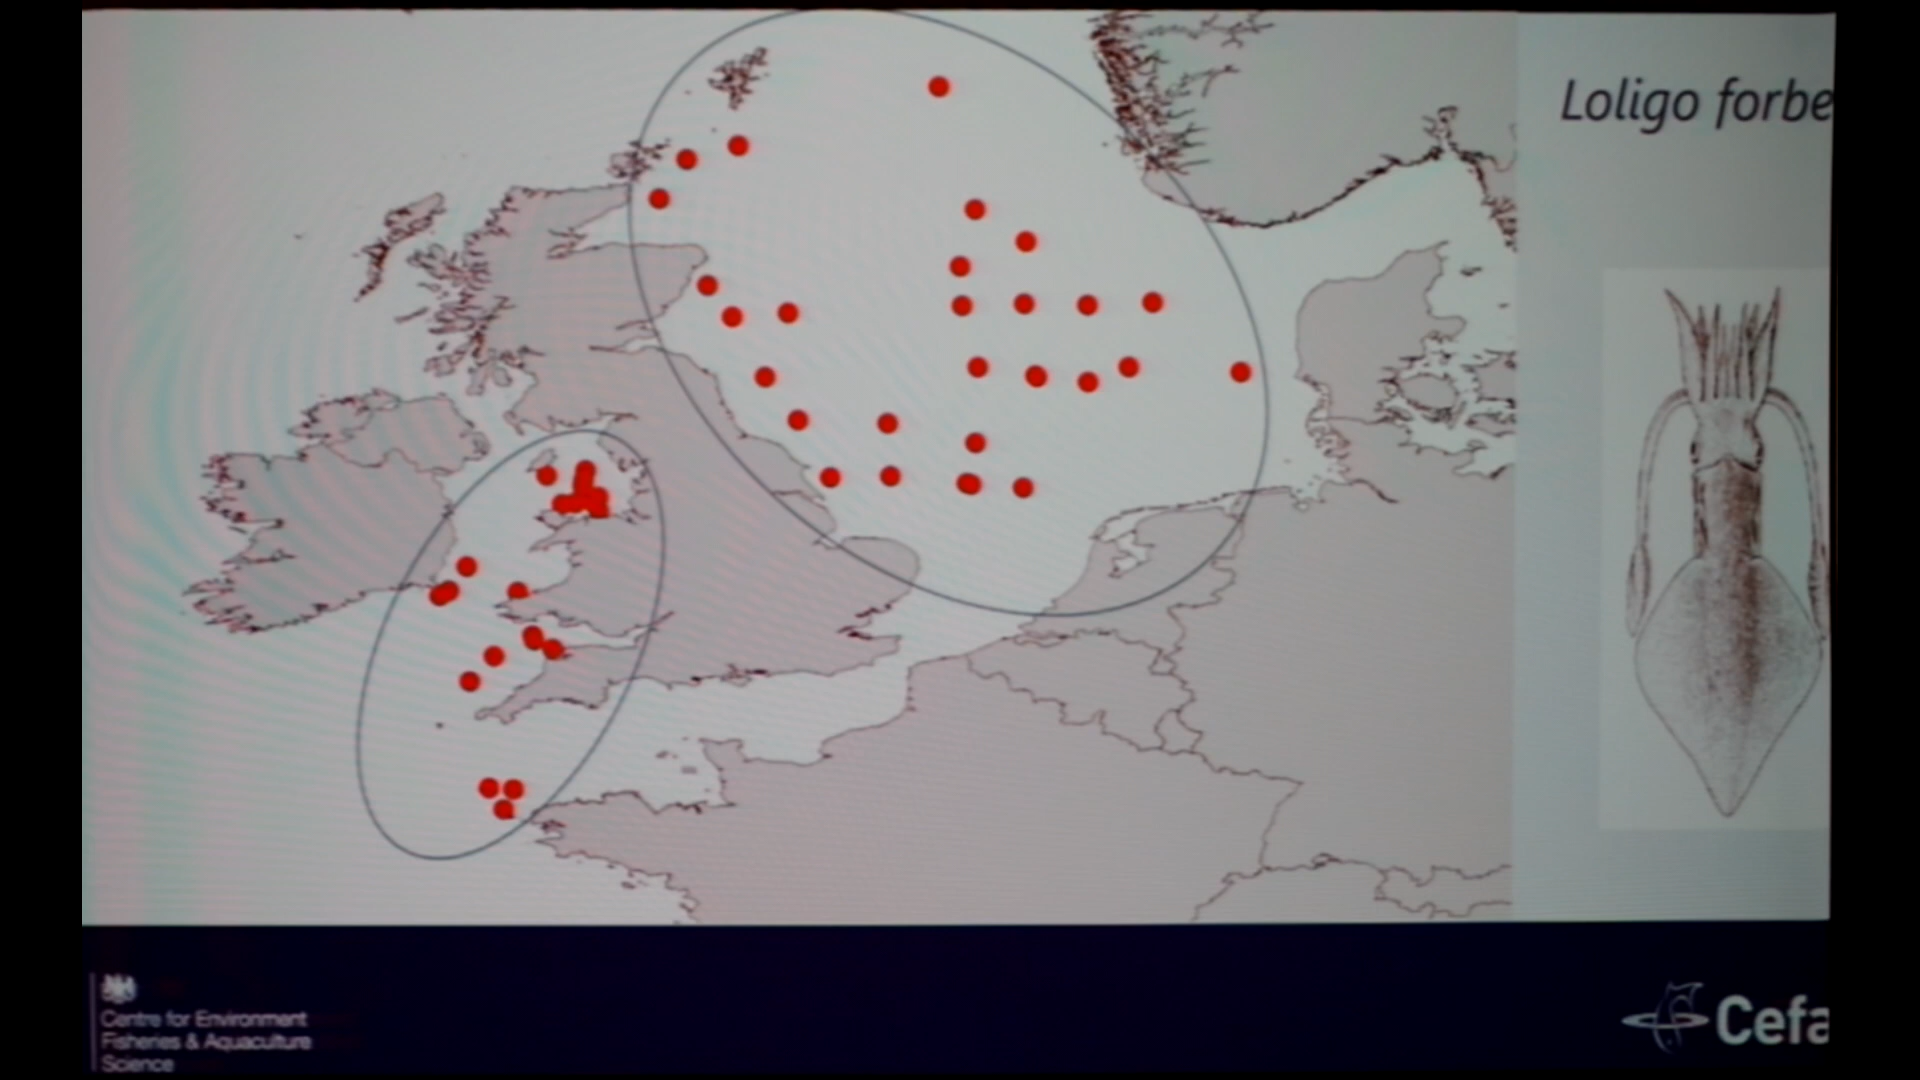 Loligo forbe
Centre for Environment
Fisheries & Aquaculture
Science
Cefa